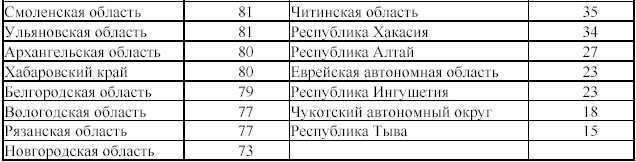 Смоленская область 81 Читинская область 35
Ульяновская область 81 Республика Хакасия 34
Архангельская область 80 Республика Алтай 27
Хабаровский край 80 Еврейская автономная область 23
Белгородская область 79 Республика Ингушетия 23
Вологодская область 77 Чукотский автономный округ 18
Рязанская область 77 Республика Тыва 15
Новгородская область 73